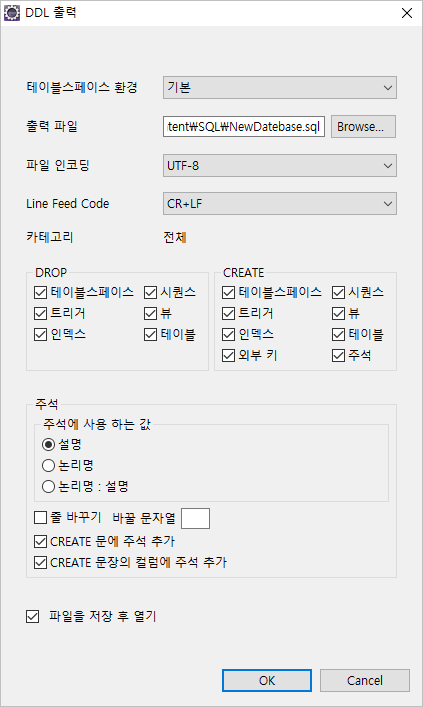 DDL 출력
테이블스페이스 환경 기본
출력 파일 :tent₩SQL₩NewDatebase.sql Browse...
파일 인코딩 UTF-8
Line Feed Code CR+LF
카테고리 전체
DROP CREATE
테이블스페이스 시퀀스 테이블스페이스 시퀀스
트리거 뷰 트리거 뷰
인덱스 테이블 인덱스 테이블
외부 키 주석
주석
주석에 사용 하는 값
설명
논리명
논리명 : 설명
줄 바꾸기 바꿀 문자열
CREATE 문에 주석 추가
CREATE 문장의 컬럼에 주석 추가
파일을 저장 후 열기
OK Cancel